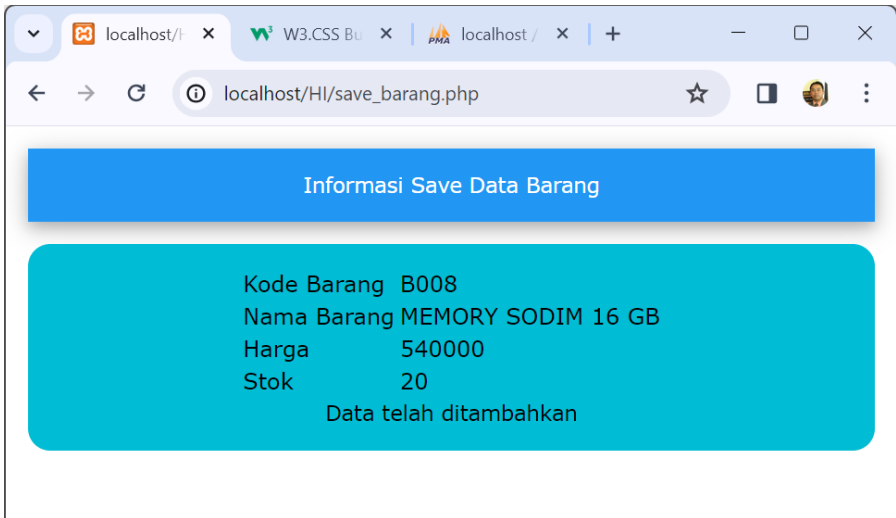 localhost/H
W3.CSS Bu
PMA
localhost /
localhost/HI/save_barang.php
Informasi Save Data Barang
Kode Barang B008
Nama Barang MEMORY SODIM 16 GB
Harga 540000
Stok 20
Data telah ditambahkan